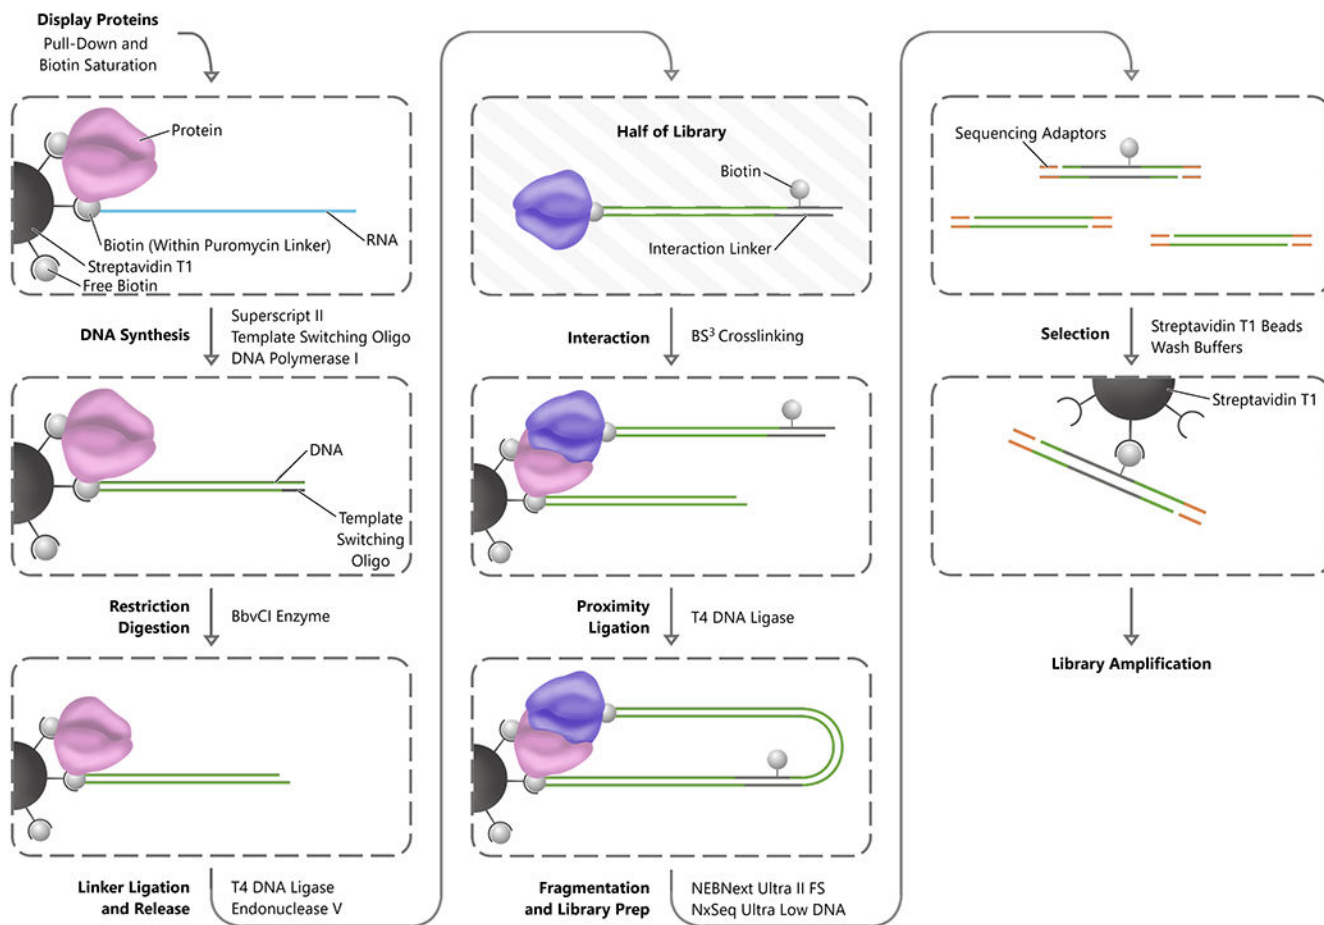 Display Proteins
Pull-Down and
Biotin Saturation
Protein
RNA
Biotin (Within Puromycin Linker)
Streptavidin T1
Free Biotin
DNA Synthesis
Superscript II
Template Switching Oligo
DNA Polymerase I
DNA
Template
Switching
Oligo
Restriction
Digestion
BbvCI Enzyme
Linker Ligation
and Release
T4 DNA Ligase
Endonuclease V
Half of Library
Biotin
Interaction Linker
Interaction
BS³ Crosslinking
Proximity
Ligation
T4 DNA Ligase
Fragmentation
and Library Prep
NEBNext Ultra II FS
NxSeq Ultra Low DNA
Sequencing Adaptors
Selection
Streptavidin T1 Beads
Wash Buffers
Streptavidin T1
Library Amplification